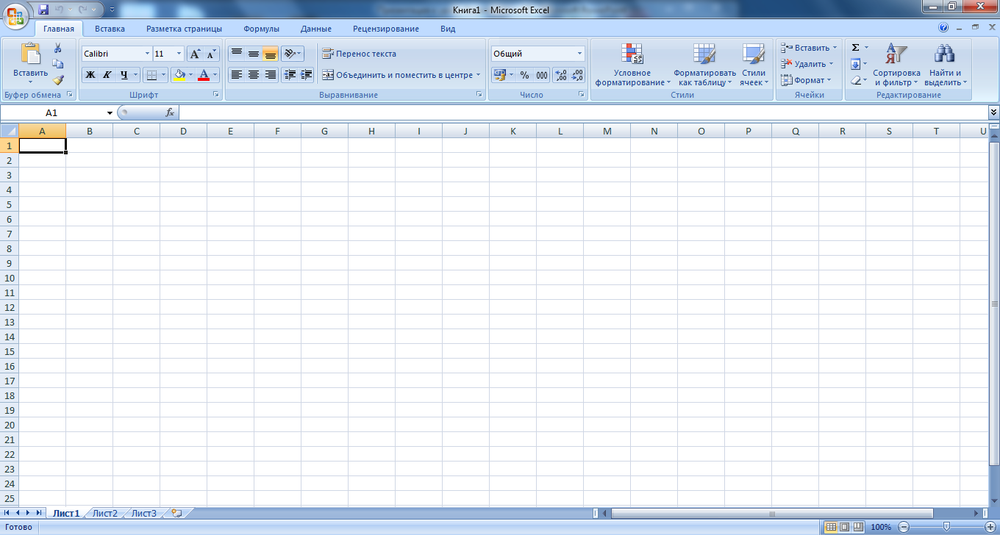 Книга1 - Microsoft Excel
Главная Вставка Разметка страницы Формулы Данные Рецензирование Вид
Вставить
Буфер обмена
Calibri 11
Ж К Ч
Шрифт
Перенос текста
Объединить и поместить в центре
Выравнивание
Общий
% 000
Число
Условное форматирование
Форматировать как таблицу
Стили ячеек
Стили
Вставить
Удалить
Формат
Ячейки
Σ
Сортировка и фильтр
Найти и выделить
Редактирование
A1 fx
A B C D E F G H I J K L M N O P Q R S T U
1
2
3
4
5
6
7
8
9
10
11
12
13
14
15
16
17
18
19
20
21
22
23
24
25
Лист1 Лист2 Лист3
Готово 100%